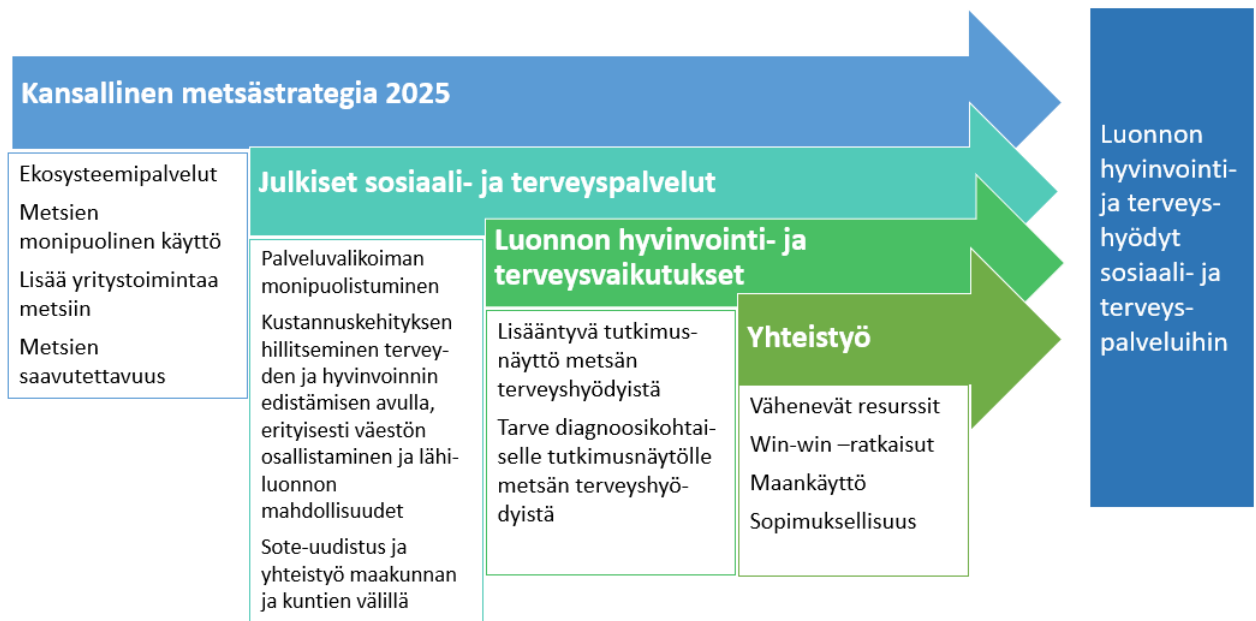 Kansallinen metsästrategia 2025
Ekosysteemipalvelut
Metsien
monipuolinen käyttö
Lisää yritystoimintaa
metsiin
Metsien
saavutettavuus
Julkiset sosiaali- ja terveyspalvelut
Palveluvalikoiman
monipuolistuminen
Kustannuskehityksen
hillitseminen tervey-
den ja hyvinvoinnin
edistämisen avulla,
erityisesti väestön
osallistaminen ja lähi-
luonnon
mahdollisuudet
Sote-uudistus ja
yhteistyö maakunnan
ja kuntien välillä
Luonnon hyvinvointi- ja
terveysvaikutukset
Lisääntyvä tutkimus-
näyttö metsän
terveyshyödyistä
Tarve diagnoosikohtai-
selle tutkimusnäytölle
metsän terveyshyö-
dyistä
Yhteistyö
Vähenevät resurssit
Win-win –ratkaisut
Maankäyttö
Sopimuksellisuus
Luonnon
hyvinvointi-
ja terveys-
hyödyt
sosiaali- ja
terveys-
palveluihin